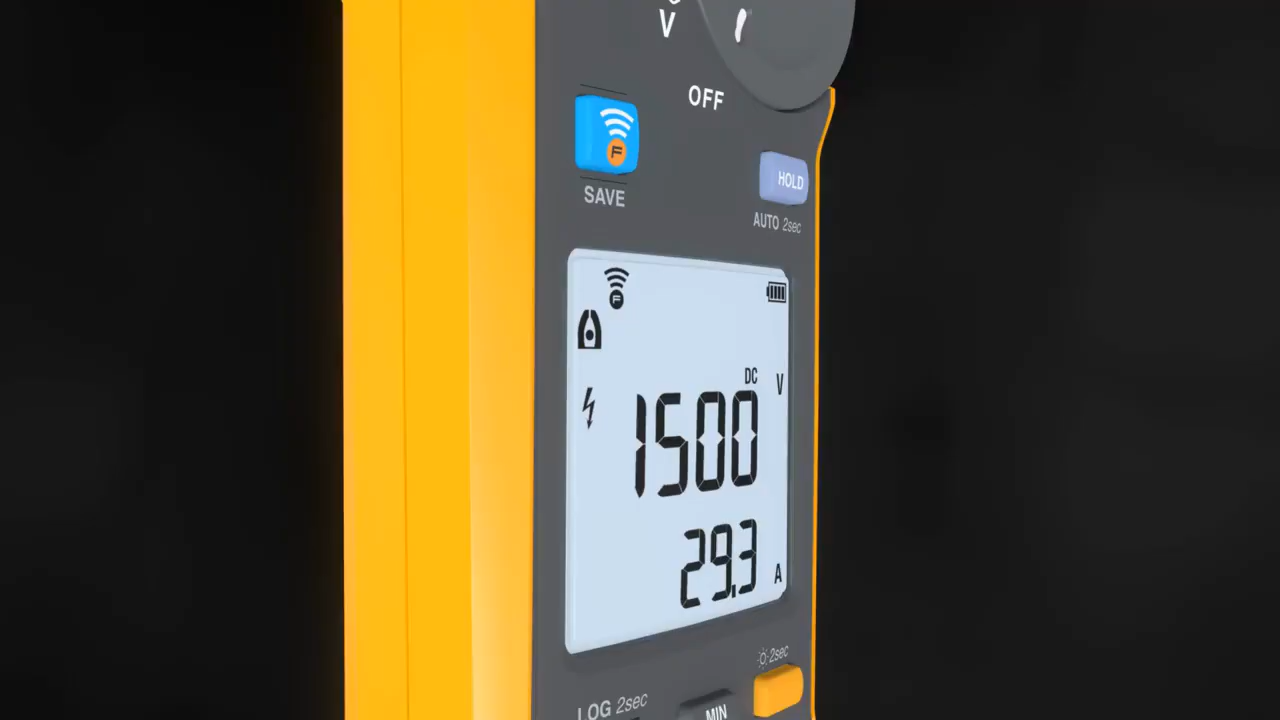 V
OFF
F
HOLD
SAVE
AUTO 2sec
F
DC
V
1500
29.3
A
2sec
LOG 2sec
MIN